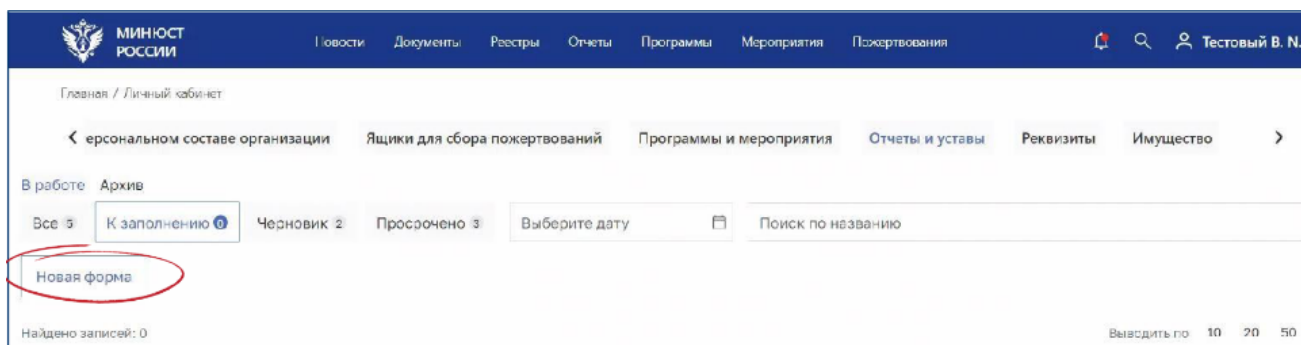 МИНЮСТ РОССИИ
Новости Документы Реестры Отчеты Программы Мероприятия Пожертвования Тестовый В. N.
Главная / Личный кабинет
ерсональном составе организации Ящики для сбора пожертвований Программы и мероприятия Отчеты и уставы Реквизиты Имущество
В работе Архив
Все 5 К заполнению 0 Черновик 2 Просрочено 3 Выберите дату Поиск по названию
Новая форма
Найдено записей: 0 Выводить по 10 20 50